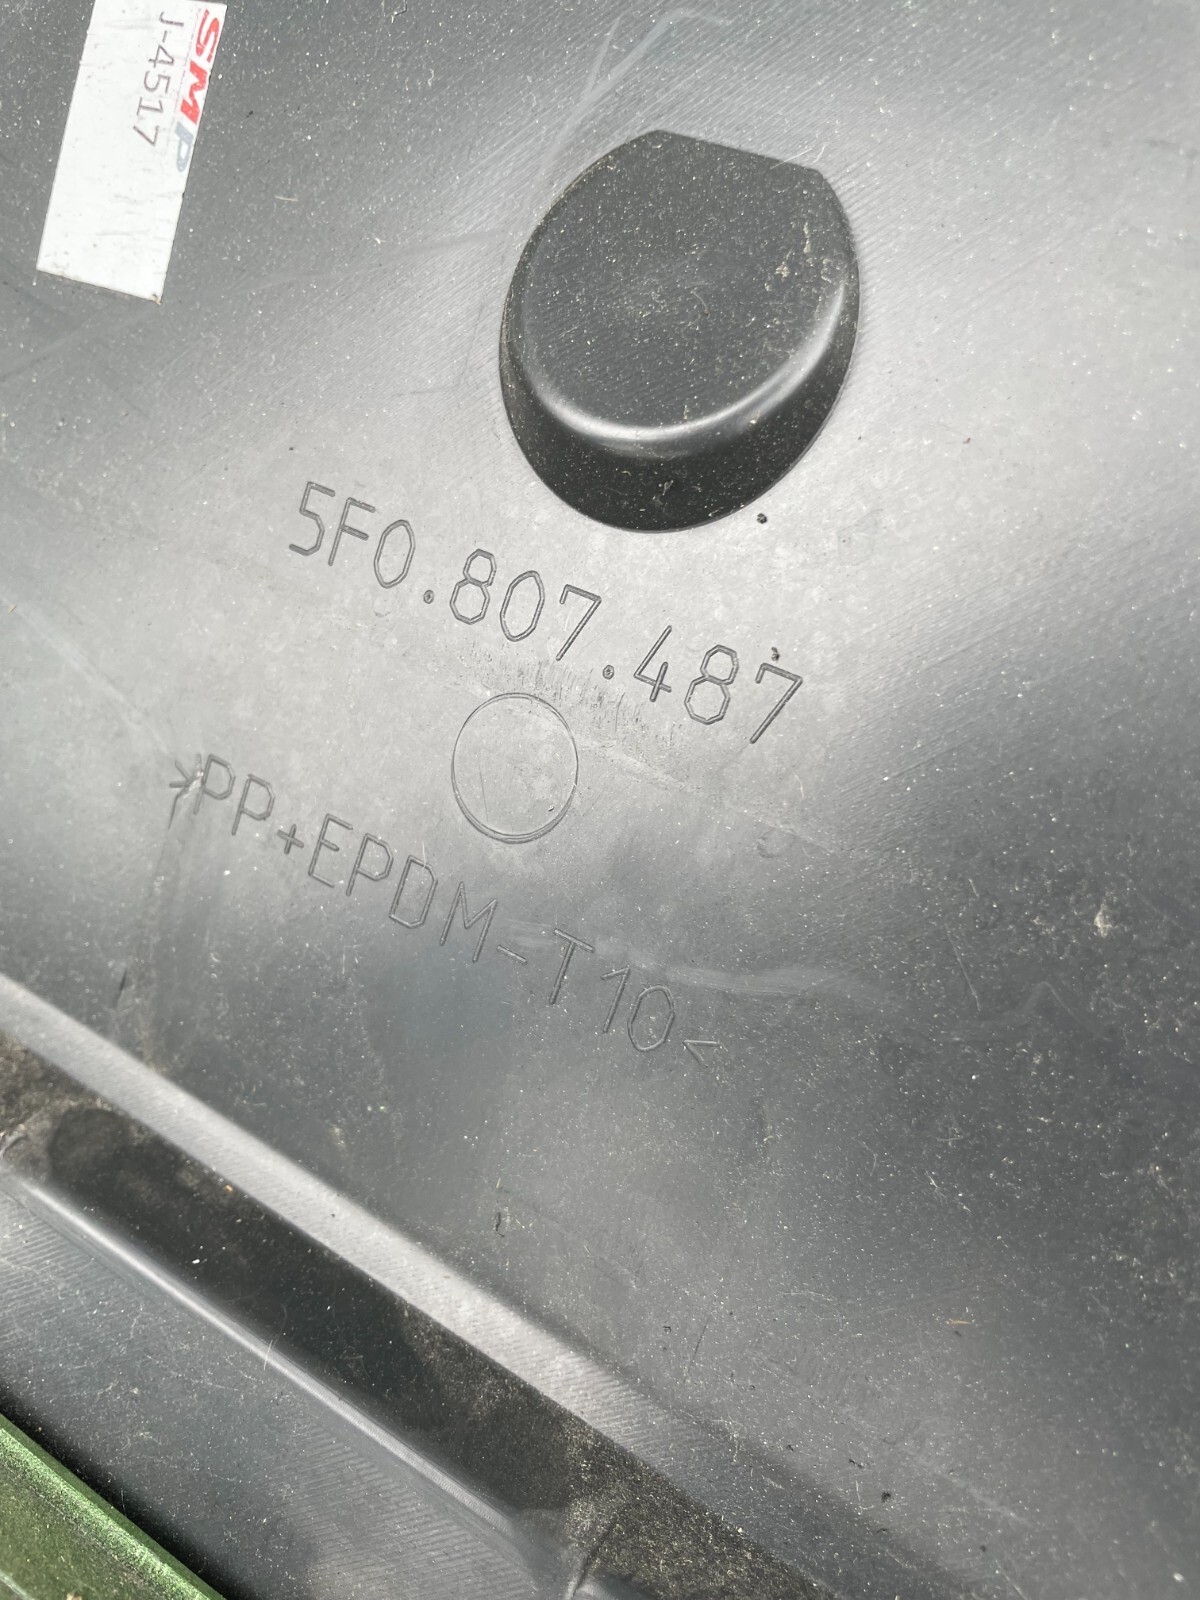 SMP
J-4517
5F0.807.487
>PP+EPDM-T10<